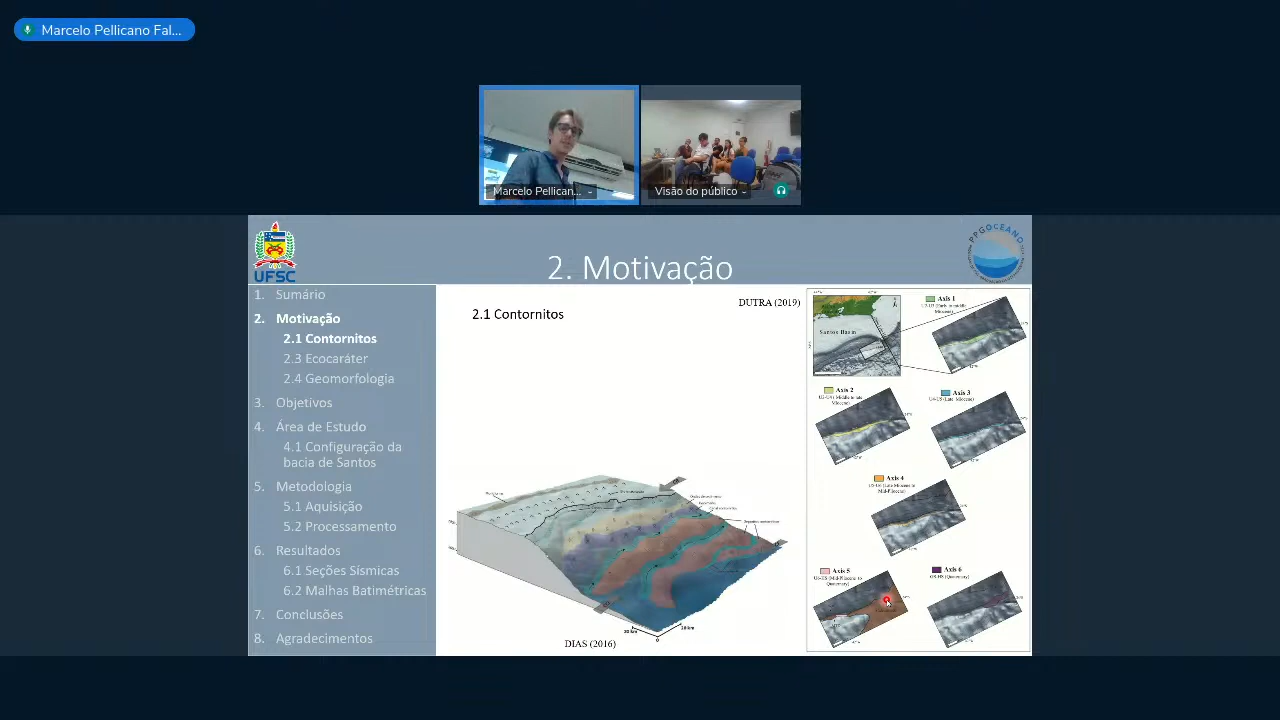 Marcelo Pellicano Fal...
Marcelo Pellican...
Visão do público
UFSC
2. Motivação
PPGOCEANO
1. Sumário
2. Motivação
2.1 Contornitos
2.3 Ecocaráter
2.4 Geomorfologia
3. Objetivos
4. Área de Estudo
4.1 Configuração da
bacia de Santos
5. Metodologia
5.1 Aquisição
5.2 Processamento
6. Resultados
6.1 Seções Sísmicas
6.2 Malhas Batimétricas
7. Conclusões
8. Agradecimentos
2.1 Contornitos
DUTRA (2019)
DIAS (2016)
Santos Basin
Axis 1
Axis 2
Axis 3
Axis 4
Axis 5
Axis 6